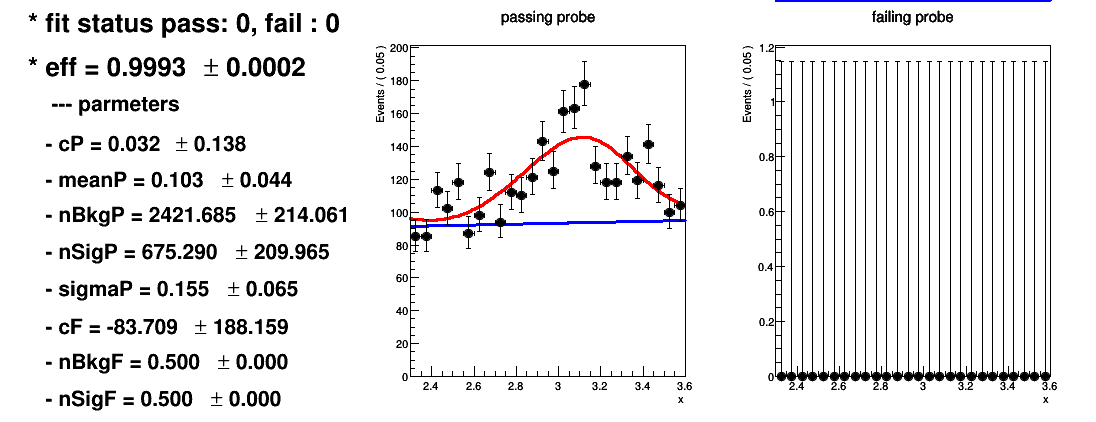 * fit status pass: 0, fail : 0
* eff = 0.9993 ± 0.0002
--- parmeters
- cP = 0.032 ± 0.138
- meanP = 0.103 ± 0.044
- nBkgP = 2421.685 ± 214.061
- nSigP = 675.290 ± 209.965
- sigmaP = 0.155 ± 0.065
- cF = -83.709 ± 188.159
- nBkgF = 0.500 ± 0.000
- nSigF = 0.500 ± 0.000
passing probe
Events / ( 0.05 )
200
180
160
140
120
100
80
60
40
20
0
2.4 2.6 2.8 3 3.2 3.4 3.6
x
failing probe
Events / ( 0.05 )
1.2
1
0.8
0.6
0.4
0.2
0
2.4 2.6 2.8 3 3.2 3.4 3.6
x